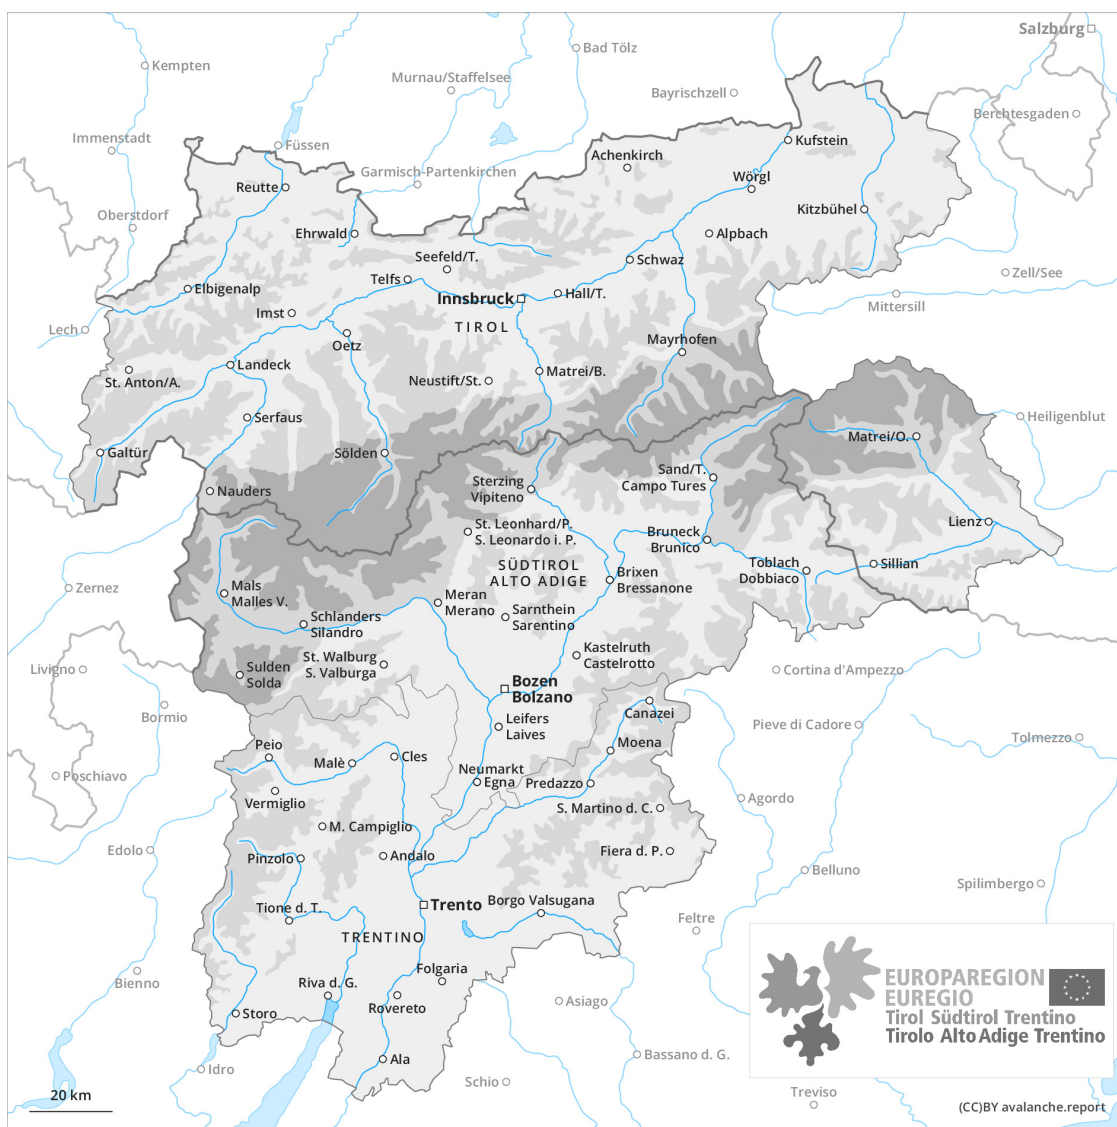 Salzburg
Bad Tölz
Kempten
Murnau/Staffelsee
Bayrischzell
Berchtesgaden
Immenstadt
Füssen
Kufstein
Achenkirch
Garmisch-Partenkirchen
Wörgl
Reutte
Oberstdorf
Kitzbühel
Ehrwald
Alpbach
Seefeld/T.
Schwaz
Zell/See
Telfs
Elbigenalp
Innsbruck
Hall/T.
Mittersill
Imst
TIROL
Lech
Oetz
Mayrhofen
Landeck
St. Anton/A.
Neustift/St.
Matrei/B.
Serfaus
Heiligenblut
Matrei/O.
Galtür
Sölden
Sand/T.
Campo Tures
Sterzing
Vipiteno
Nauders
St. Leonhard/P.
S. Leonardo i. P.
Lienz
Bruneck
Brunico
SÜDTIROL
ALTO ADIGE
Toblach
Dobbiaco
Sillian
Brixen
Bressanone
Zernez
Mals
Malles V.
Meran
Merano
Sarnthein
Sarentino
Schlanders
Silandro
Kastelruth
Castelrotto
St. Walburg
S. Valburga
Livigno
Sulden
Solda
Cortina d'Ampezzo
Bozen
Bolzano
Bormio
Canazei
Leifers
Laives
Pieve di Cadore
Tolmezzo
Peio
Moena
Cles
Malè
Neumarkt
Egna
Poschiavo
Predazzo
Vermiglio
Agordo
S. Martino d. C.
M. Campiglio
Edolo
Pinzolo
Andalo
Fiera d. P.
Belluno
Spilimbergo
Trento
Borgo Valsugana
Tione d. T.
Feltre
TRENTINO
Folgaria
Bienno
Riva d. G.
Rovereto
Asiago
Storo
EUROPAREGION
EUREGIO
Tirol Südtirol Trentino
Tirolo Alto Adige Trentino
Ala
Bassano d. G.
Idro
Schio
Treviso
20 km
(CC)BY avalanche.report